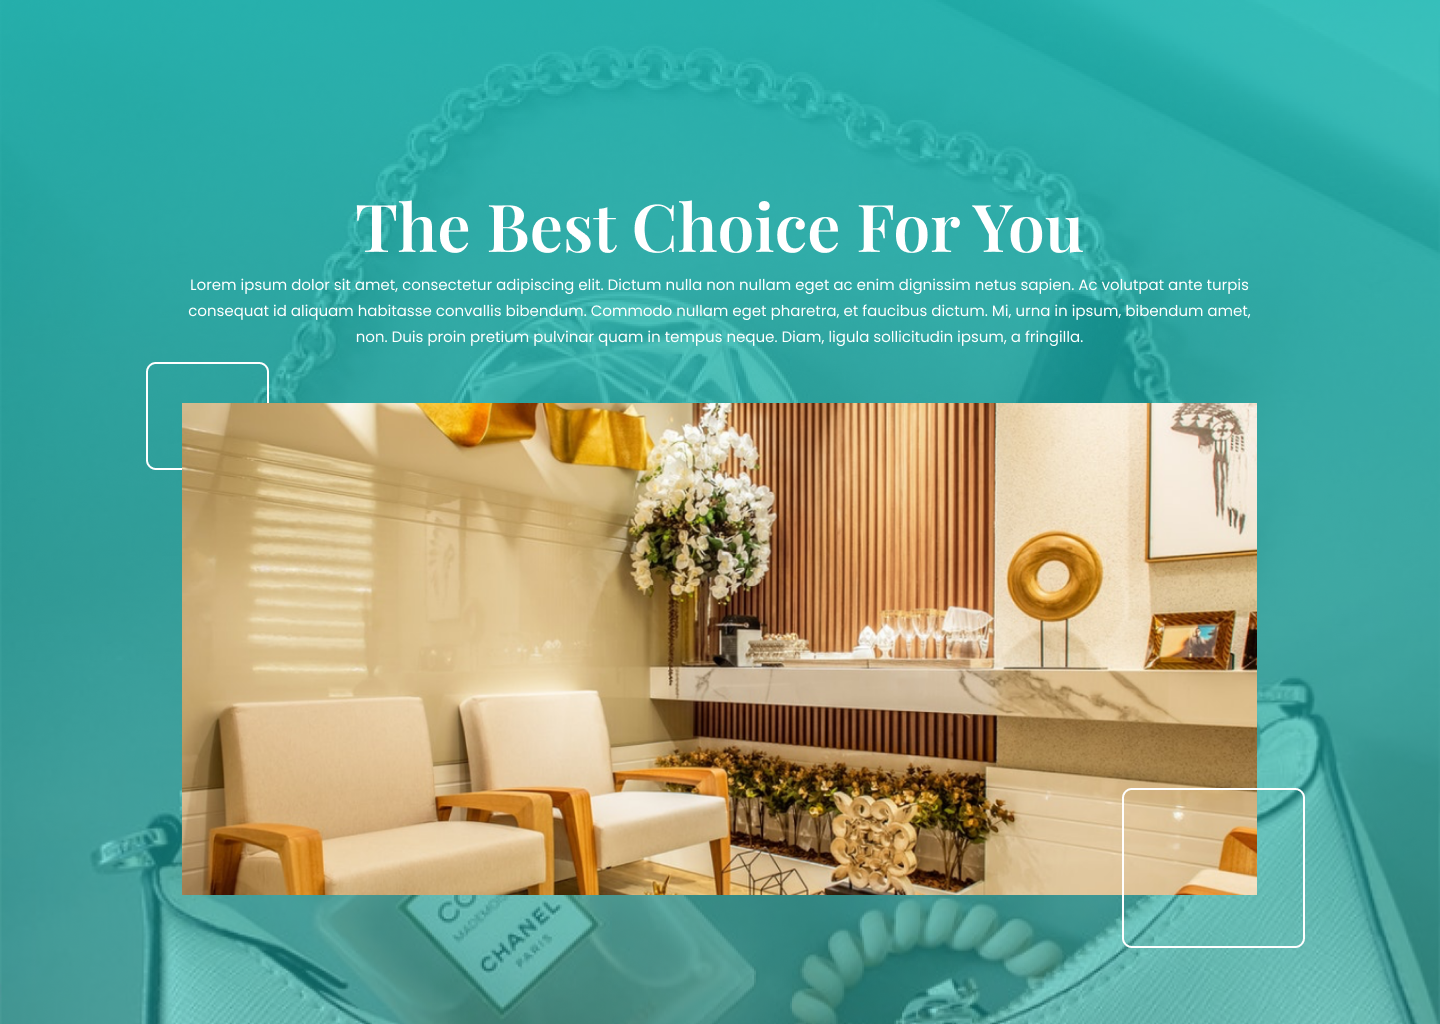 The Best Choice For You
Lorem ipsum dolor sit amet, consectetur adipiscing elit. Dictum nulla non nullam eget ac enim dignissim netus sapien. Ac volutpat ante turpis
consequat id aliquam habitasse convallis bibendum. Commodo nullam eget pharetra, et faucibus dictum. Mi, urna in ipsum, bibendum amet,
non. Duis proin pretium pulvinar quam in tempus neque. Diam, ligula sollicitudin ipsum, a fringilla.
CHANEL
PARIS